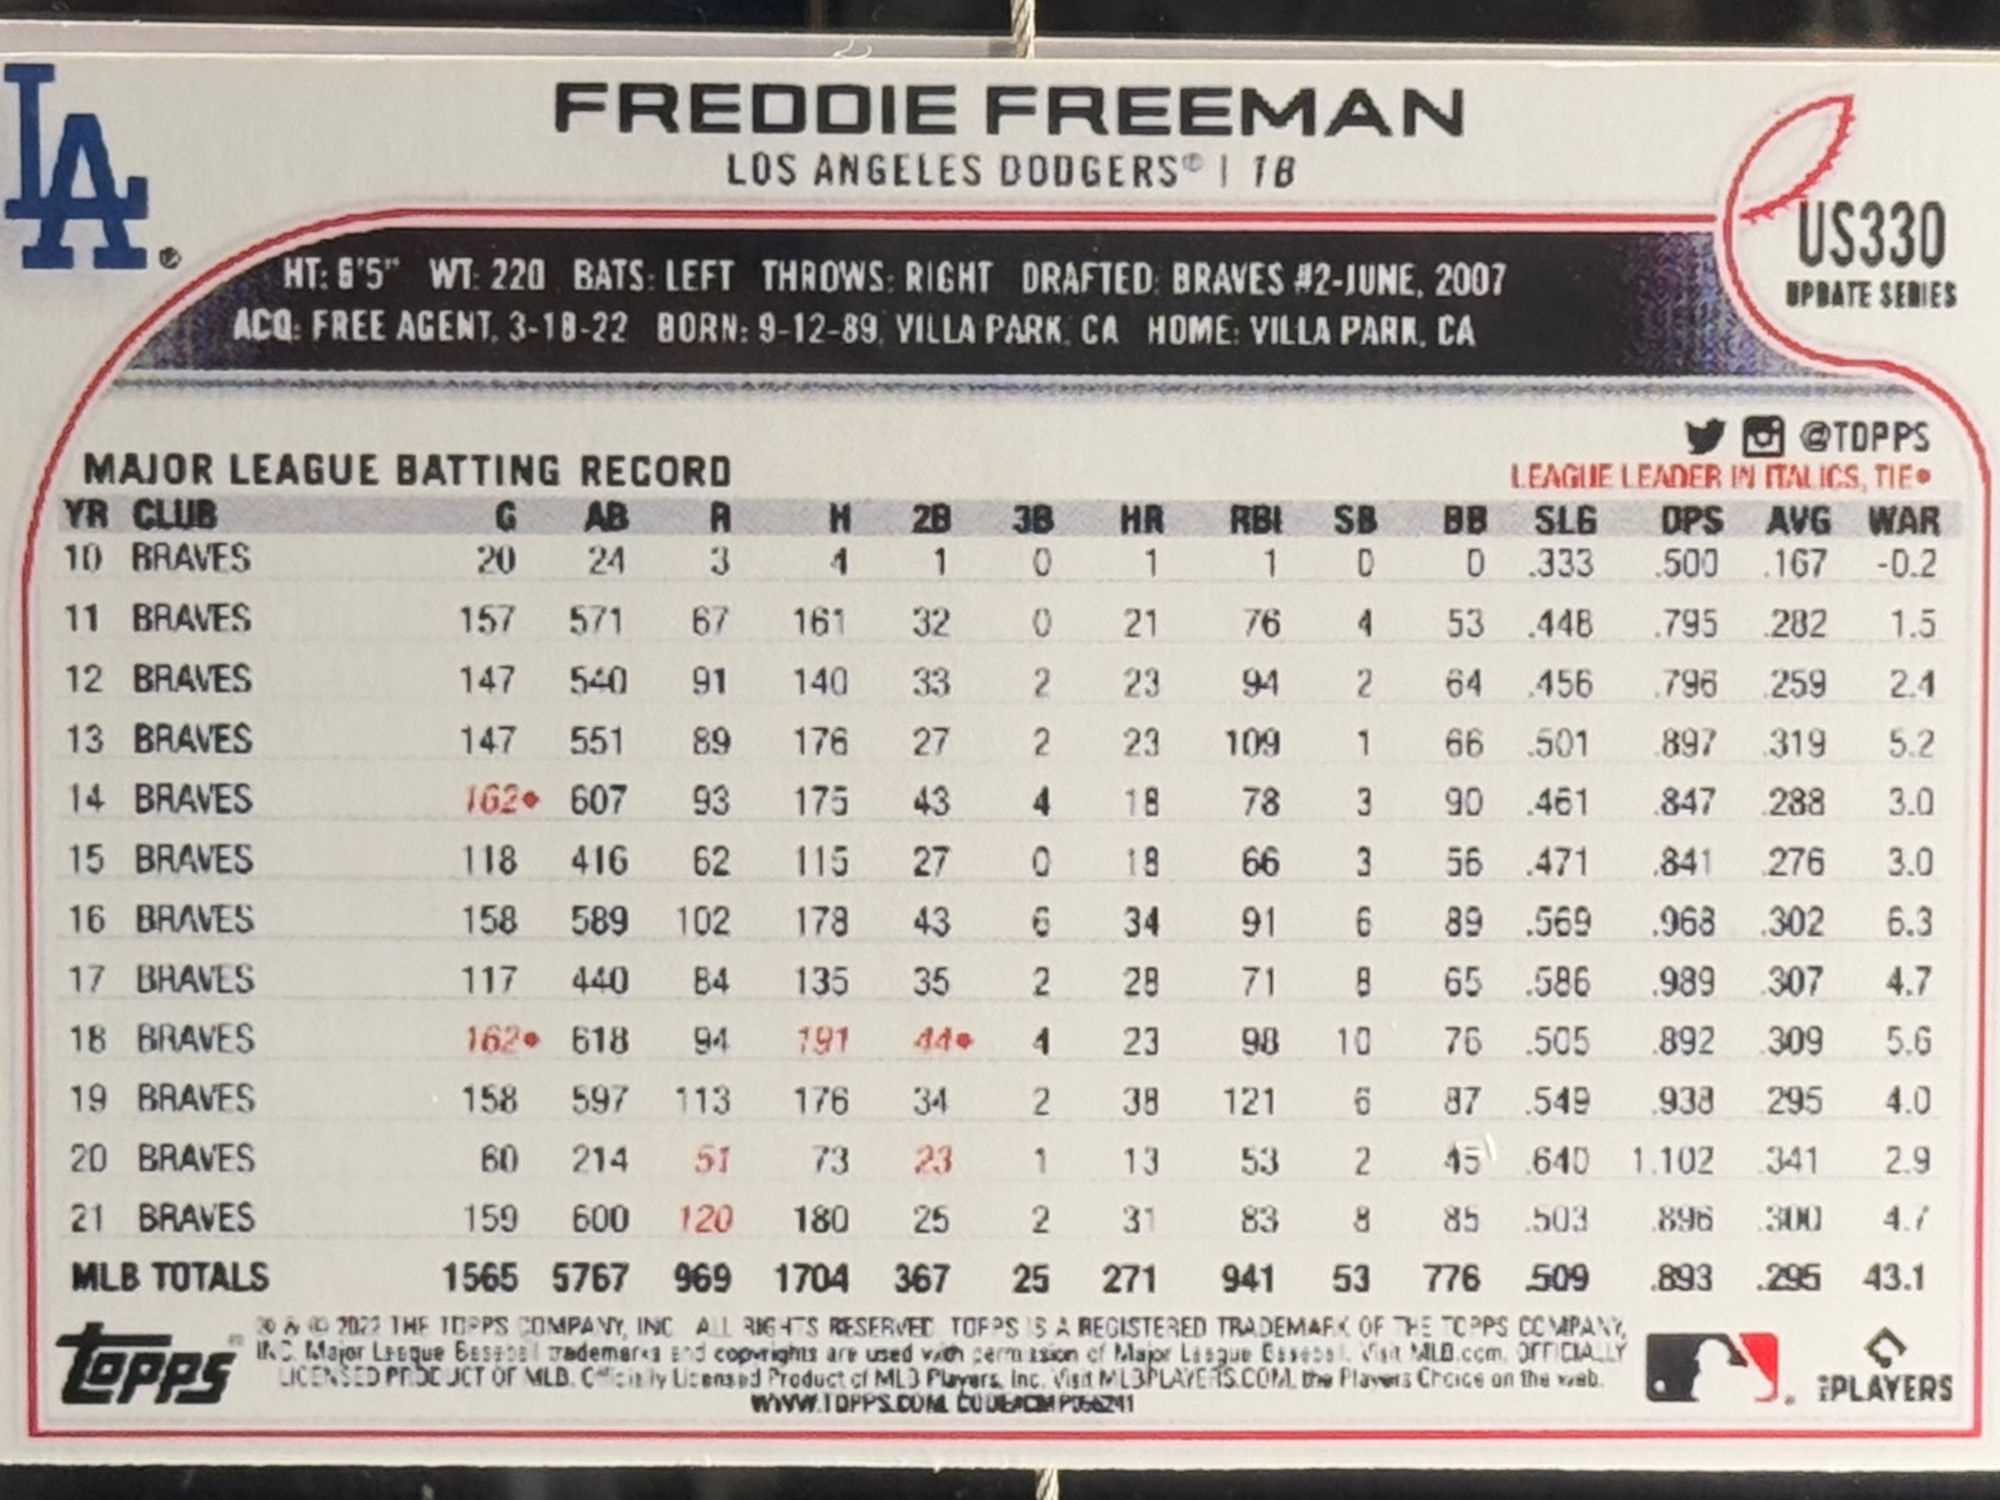 LA
FREDDIE FREEMAN
LOS ANGELES DODGERS® | 1B
US330
UPDATE SERIES
HT: 6'5" WT: 220 BATS: LEFT THROWS: RIGHT DRAFTED: BRAVES #2-JUNE, 2007
ACQ: FREE AGENT, 3-18-22 BORN: 9-12-89, VILLA PARK, CA HOME: VILLA PARK, CA
@TOPPS
MAJOR LEAGUE BATTING RECORD
LEAGUE LEADER IN ITALICS, TIE•
YR CLUB G AB R H 2B 3B HR RBI SB BB SLG OPS AVG WAR
10 BRAVES 20 24 3 4 1 0 1 1 0 0 .333 .500 .167 -0.2
11 BRAVES 157 571 67 161 32 0 21 76 4 53 .448 .795 .282 1.5
12 BRAVES 147 540 91 140 33 2 23 94 2 64 .456 .796 .259 2.4
13 BRAVES 147 551 89 176 27 2 23 109 1 66 .501 .897 .319 5.2
14 BRAVES 162• 607 93 175 43 4 18 78 3 90 .461 .847 .288 3.0
15 BRAVES 118 416 62 115 27 0 18 66 3 56 .471 .841 .276 3.0
16 BRAVES 158 589 102 178 43 6 34 91 6 89 .569 .968 .302 6.3
17 BRAVES 117 440 84 135 35 2 28 71 8 65 .586 .989 .307 4.7
18 BRAVES 162• 618 94 191 44• 4 23 98 10 76 .505 .892 .309 5.6
19 BRAVES 158 597 113 176 34 2 38 121 6 87 .549 .938 .295 4.0
20 BRAVES 60 214 51 73 23 1 13 53 2 45 .640 1.102 .341 2.9
21 BRAVES 159 600 120 180 25 2 31 83 8 85 .503 .896 .300 4.7
MLB TOTALS 1565 5767 969 1704 367 25 271 941 53 776 .509 .893 .295 43.1
topps
® & © 2022 THE TOPPS COMPANY, INC. ALL RIGHTS RESERVED. TOPPS IS A REGISTERED TRADEMARK OF THE TOPPS COMPANY,
INC. Major League Baseball trademarks and copyrights are used with permission of Major League Baseball. Visit MLB.com. OFFICIALLY
LICENSED PRODUCT OF MLB. Officially Licensed Product of MLB Players, Inc. Visit MLBPLAYERS.COM, the Players Choice on the web.
WWW.TOPPS.COM.
PLAYERS